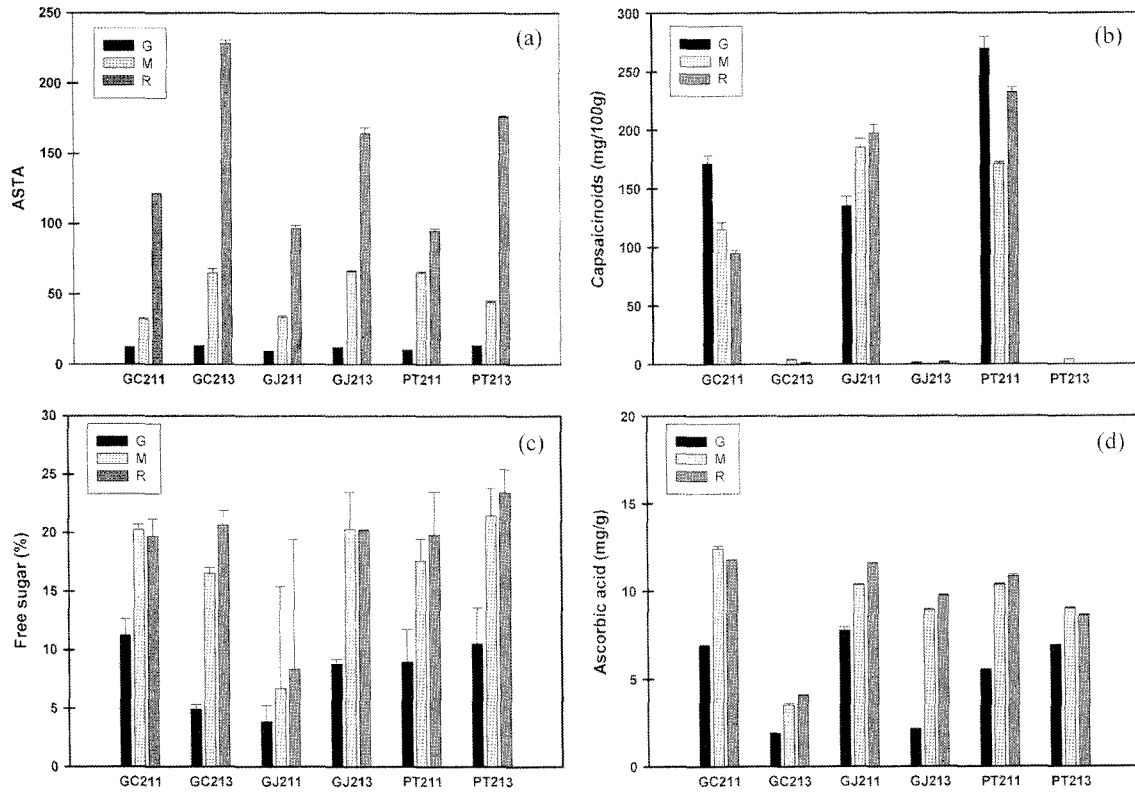 (a)
G
M
R
ASTA
250
200
150
100
50
0
GC211 GC213 GJ211 GJ213 PT211 PT213
(b)
G
M
R
Capsaicinoids (mg/100g)
300
250
200
150
100
50
0
GC211 GC213 GJ211 GJ213 PT211 PT213
(c)
G
M
R
Free sugar (%)
30
25
20
15
10
5
0
GC211 GC213 GJ211 GJ213 PT211 PT213
(d)
G
M
R
Ascorbic acid (mg/g)
20
15
10
5
0
GC211 GC213 GJ211 GJ213 PT211 PT213